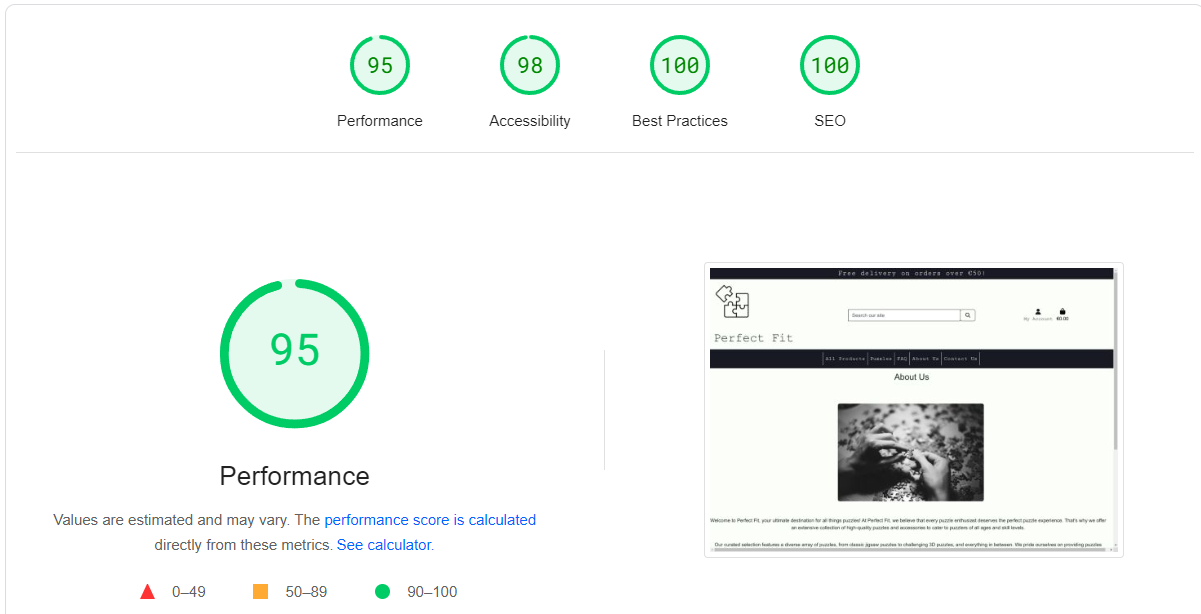 95
98
100
100
Performance
Accessibility
Best Practices
SEO
95
Performance
Values are estimated and may vary. The performance score is calculated
directly from these metrics. See calculator.
0–49
50–89
90–100
Free delivery on orders over €50!
Search our site
My Account
€0.00
Perfect Fit
All Products
Puzzles
FAQ
About Us
Contact Us
About Us
Welcome to Perfect Fit, your ultimate destination for all things puzzles! At Perfect Fit, we believe that every puzzle enthusiast deserves the perfect puzzle experience. That's why we offer
an extensive collection of high-quality puzzles and accessories to cater to puzzlers of all ages and skill levels.
Our curated selection features a diverse array of puzzles, from classic jigsaw puzzles to challenging 3D puzzles, and everything in between. We pride ourselves on providing puzzles